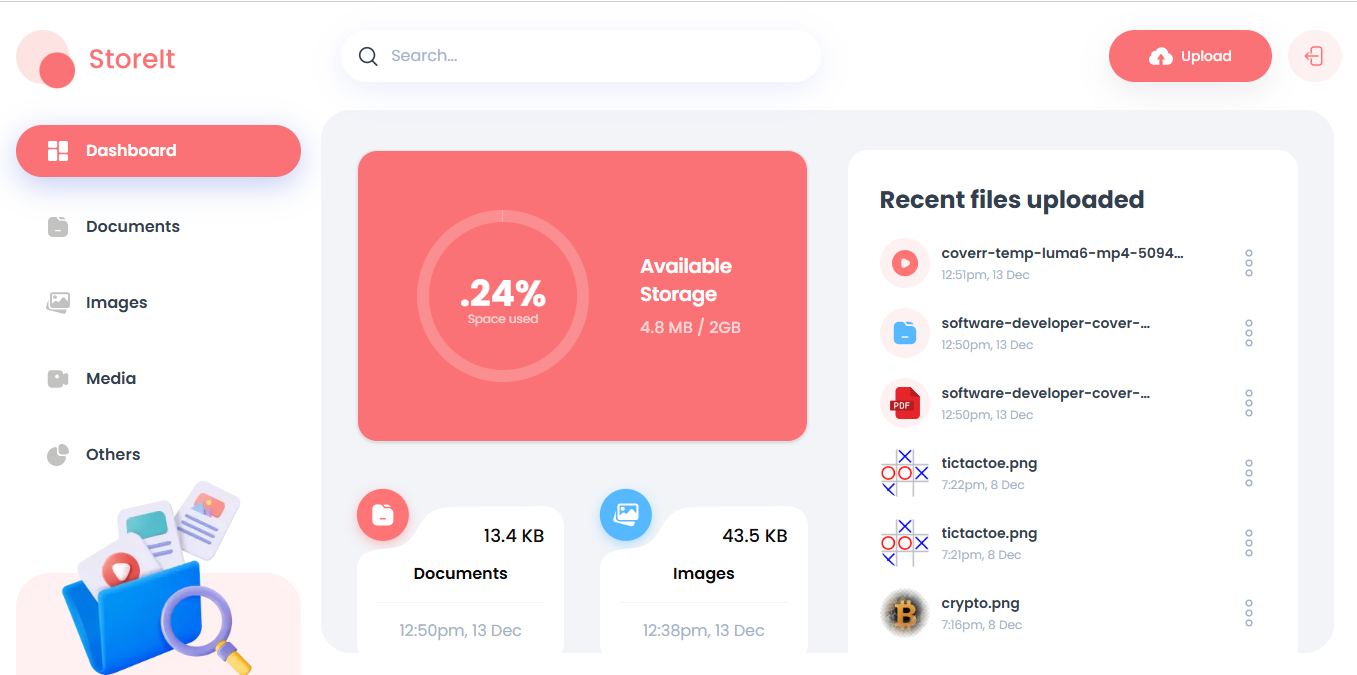 StoreIt
Search...
Upload
Dashboard
Documents
Images
Media
Others
.24%
Space used
Available
Storage
4.8 MB / 2GB
13.4 KB
Documents
12:50pm, 13 Dec
43.5 KB
Images
12:38pm, 13 Dec
Recent files uploaded
coverr-temp-luma6-mp4-5094...
12:51pm, 13 Dec
software-developer-cover-...
12:50pm, 13 Dec
PDF
software-developer-cover-...
12:50pm, 13 Dec
tictactoe.png
7:22pm, 8 Dec
tictactoe.png
7:21pm, 8 Dec
crypto.png
7:16pm, 8 Dec